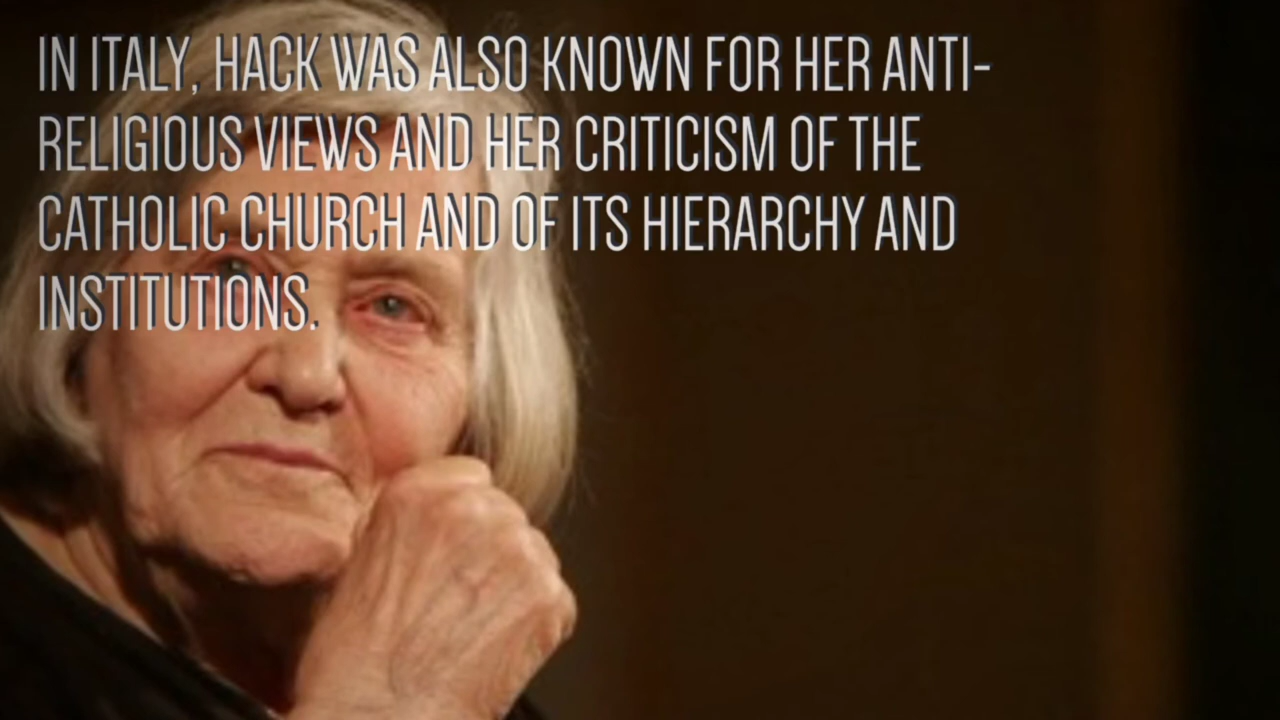 IN ITALY, HACK WAS ALSO KNOWN FOR HER ANTI-
RELIGIOUS VIEWS AND HER CRITICISM OF THE
CATHOLIC CHURCH AND OF ITS HIERARCHY AND
INSTITUTIONS.